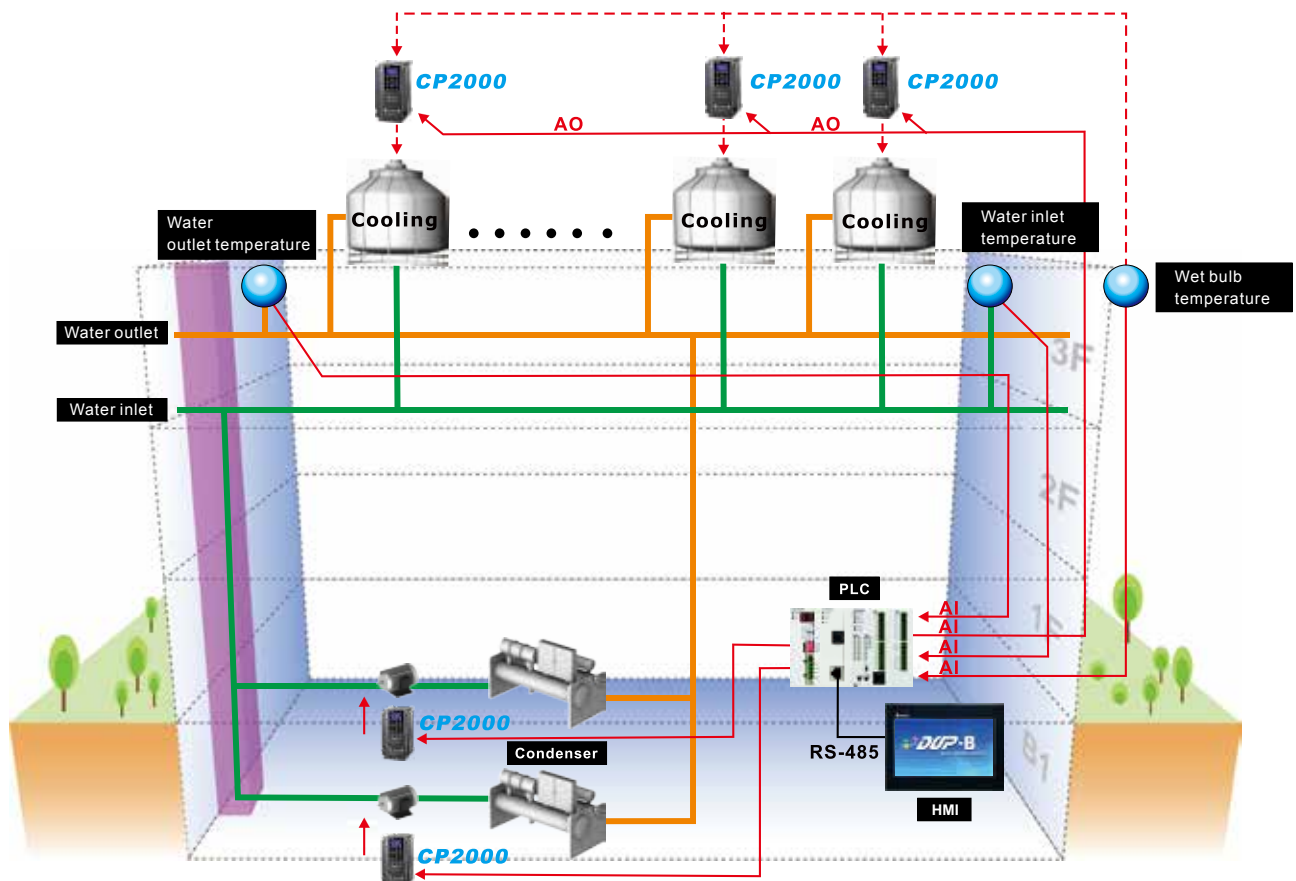 CP2000
CP2000
CP2000
AO
AO
Water
outlet temperature
Cooling
Cooling
Cooling
Water inlet
temperature
Wet bulb
temperature
Water outlet
3F
Water inlet
2F
PLC
AI
AI
1F
AI
AI
CP2000
Condenser
RS-485
DOP-B
B1
HMI
CP2000